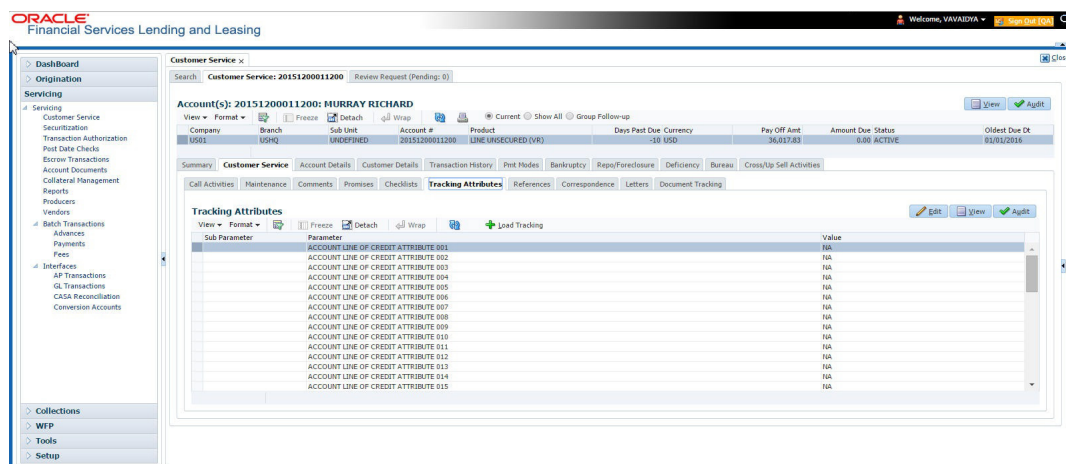 ORACLE
Financial Services Lending and Leasing
Welcome, VAVAIDYA
Sign Out [QA]
Close
DashBoard
Origination
Servicing
Servicing
Customer Service
Securitization
Transaction Authorization
Post Date Checks
Escrow Transactions
Account Documents
Collateral Management
Reports
Producers
Vendors
Batch Transactions
Advances
Payments
Fees
Interfaces
AP Transactions
GL Transactions
CASA Reconciliation
Conversion Accounts
Collections
WFP
Tools
Setup
Customer Service x
Search Customer Service: 20151200011200 Review Request (Pending: 0)
Account(s): 20151200011200: MURRAY RICHARD View Audit
View Format Freeze Detach Wrap Current Show All Group Follow-up
Company Branch Sub Unit Account # Product Days Past Due Currency Pay Off Amt Amount Due Status Oldest Due Dt
US01 USHQ UNDEFINED 20151200011200 LINE UNSECURED (VR) -10 USD 36,017.83 0.00 ACTIVE 01/01/2016
Summary Customer Service Account Details Customer Details Transaction History Pmt Modes Bankruptcy Repo/Foreclosure Deficiency Bureau Cross/Up Sell Activities
Call Activities Maintenance Comments Promises Checklists Tracking Attributes References Correspondence Letters Document Tracking
Tracking Attributes Edit View Audit
View Format Freeze Detach Wrap Load Tracking
Sub Parameter Parameter Value
ACCOUNT LINE OF CREDIT ATTRIBUTE 001 NA
ACCOUNT LINE OF CREDIT ATTRIBUTE 002 NA
ACCOUNT LINE OF CREDIT ATTRIBUTE 003 NA
ACCOUNT LINE OF CREDIT ATTRIBUTE 004 NA
ACCOUNT LINE OF CREDIT ATTRIBUTE 005 NA
ACCOUNT LINE OF CREDIT ATTRIBUTE 006 NA
ACCOUNT LINE OF CREDIT ATTRIBUTE 007 NA
ACCOUNT LINE OF CREDIT ATTRIBUTE 008 NA
ACCOUNT LINE OF CREDIT ATTRIBUTE 009 NA
ACCOUNT LINE OF CREDIT ATTRIBUTE 010 NA
ACCOUNT LINE OF CREDIT ATTRIBUTE 011 NA
ACCOUNT LINE OF CREDIT ATTRIBUTE 012 NA
ACCOUNT LINE OF CREDIT ATTRIBUTE 013 NA
ACCOUNT LINE OF CREDIT ATTRIBUTE 014 NA
ACCOUNT LINE OF CREDIT ATTRIBUTE 015 NA